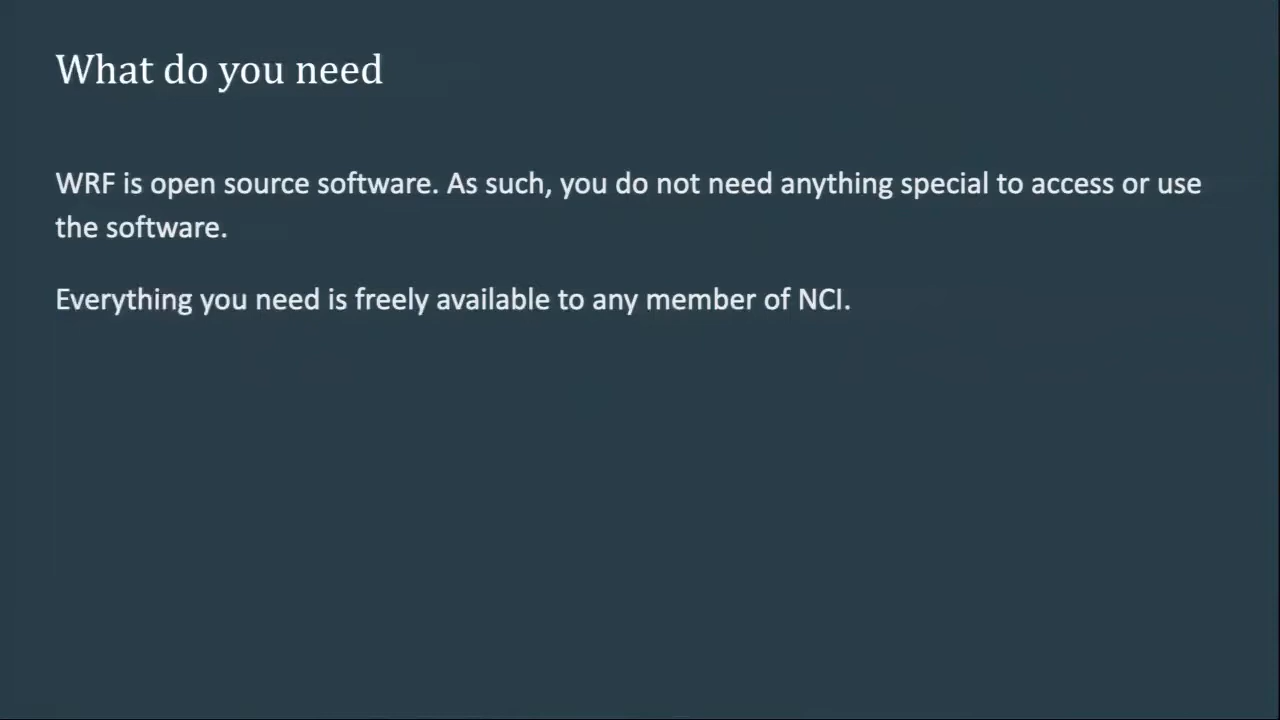 What do you need
WRF is open source software. As such, you do not need anything special to access or use
the software.
Everything you need is freely available to any member of NCI.